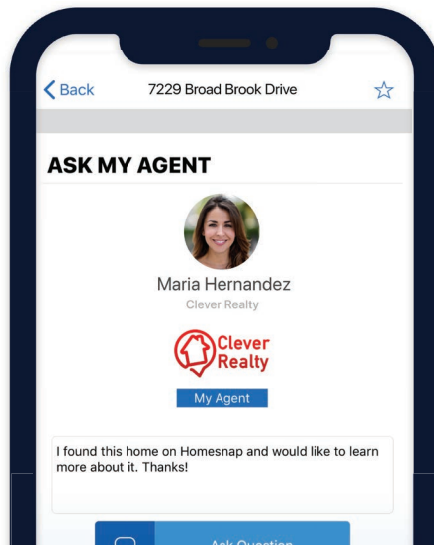 Back
7229 Broad Brook Drive
ASK MY AGENT
Maria Hernandez
Clever Realty
Clever
Realty
My Agent
I found this home on Homesnap and would like to learn
more about it. Thanks!
Ask Question